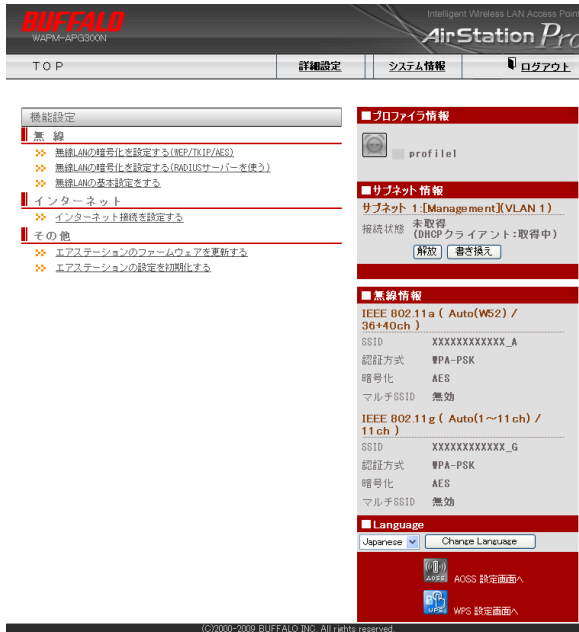 BUFFALO
WAPM-APG300N
Intelligent Wireless LAN Access Poin
AirStation Pro
TOP
詳細設定
システム情報
ログアウト
機能設定
無 線
無線LANの暗号化を設定する(WEP/TKIP/AES)
無線LANの暗号化を設定する(RADIUSサーバーを使う)
無線LANの基本設定をする
インターネット
インターネット接続を設定する
その他
エアステーションのファームウェアを更新する
エアステーションの設定を初期化する
■プロファイラ情報
profile1
■サブネット情報
サブネット 1:[Management](VLAN 1)
接続状態 未取得
(DHCPクライアント:取得中)
解放 書き換え
■無線情報
IEEE 802.11a ( Auto(W52) /
36+40ch )
SSID XXXXXXXXXXXX_A
認証方式 WPA-PSK
暗号化 AES
マルチSSID 無効
IEEE 802.11g ( Auto(1～11ch) /
11ch )
SSID XXXXXXXXXXXX_G
認証方式 WPA-PSK
暗号化 AES
マルチSSID 無効
■Language
Japanese Change Language
AOSS AOSS 設定画面へ
WPS WPS 設定画面へ
(C)2000-2009 BUFFALO INC. All rights reserved.